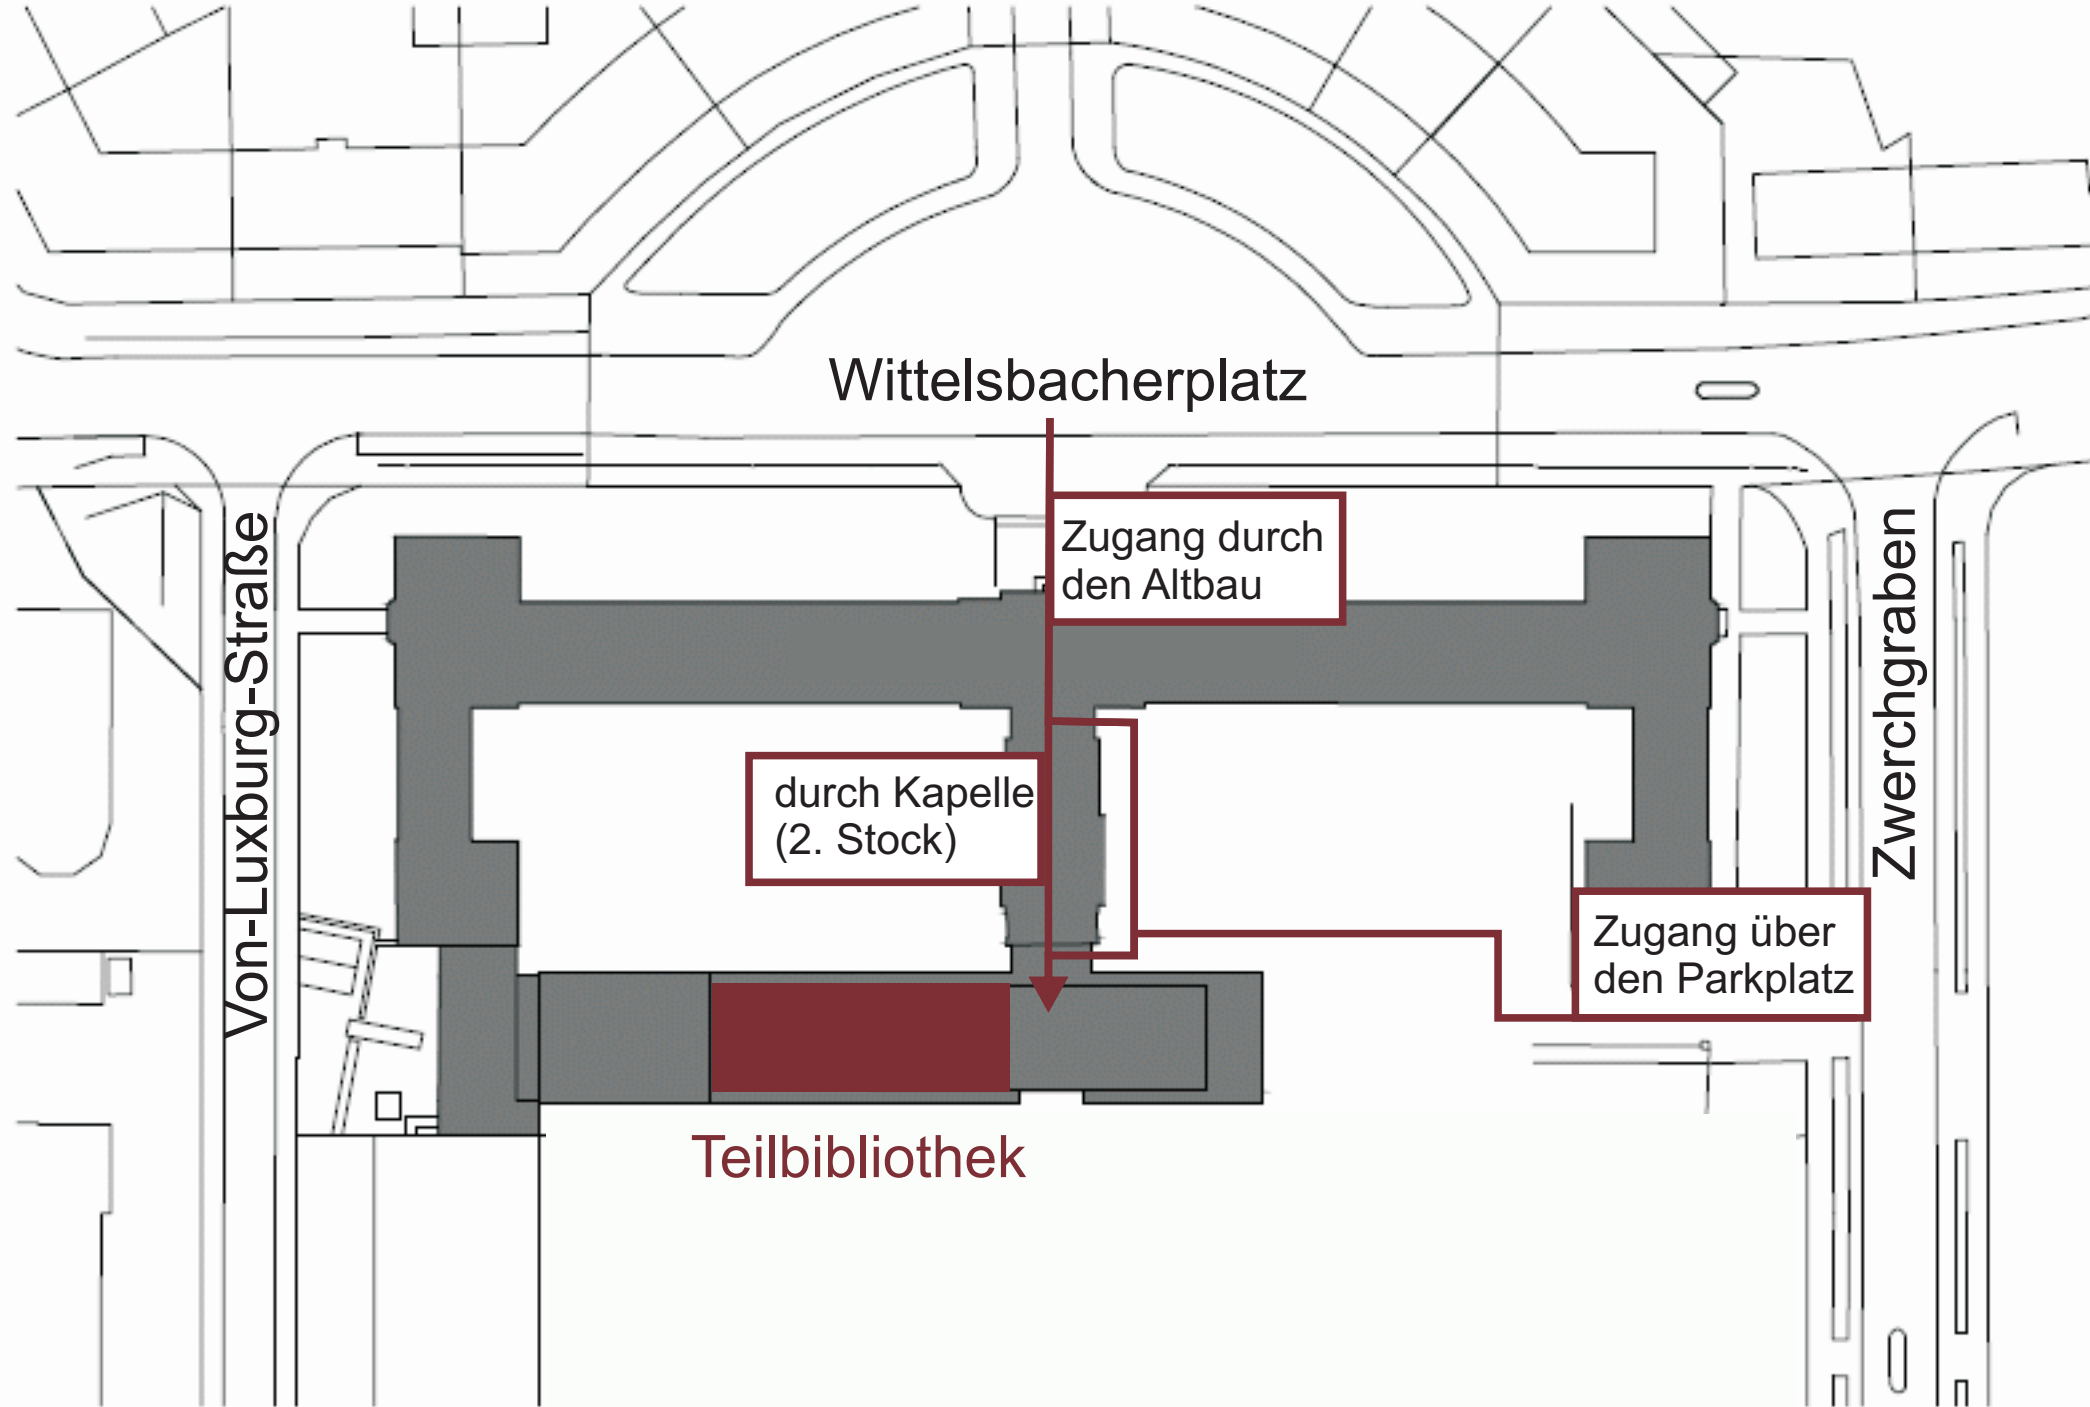 Wittelsbacherplatz
Zugang durch
den Altbau
Von-Luxburg-Straße
Zwerchgraben
durch Kapelle
(2. Stock)
Zugang über
den Parkplatz
Teilbibliothek